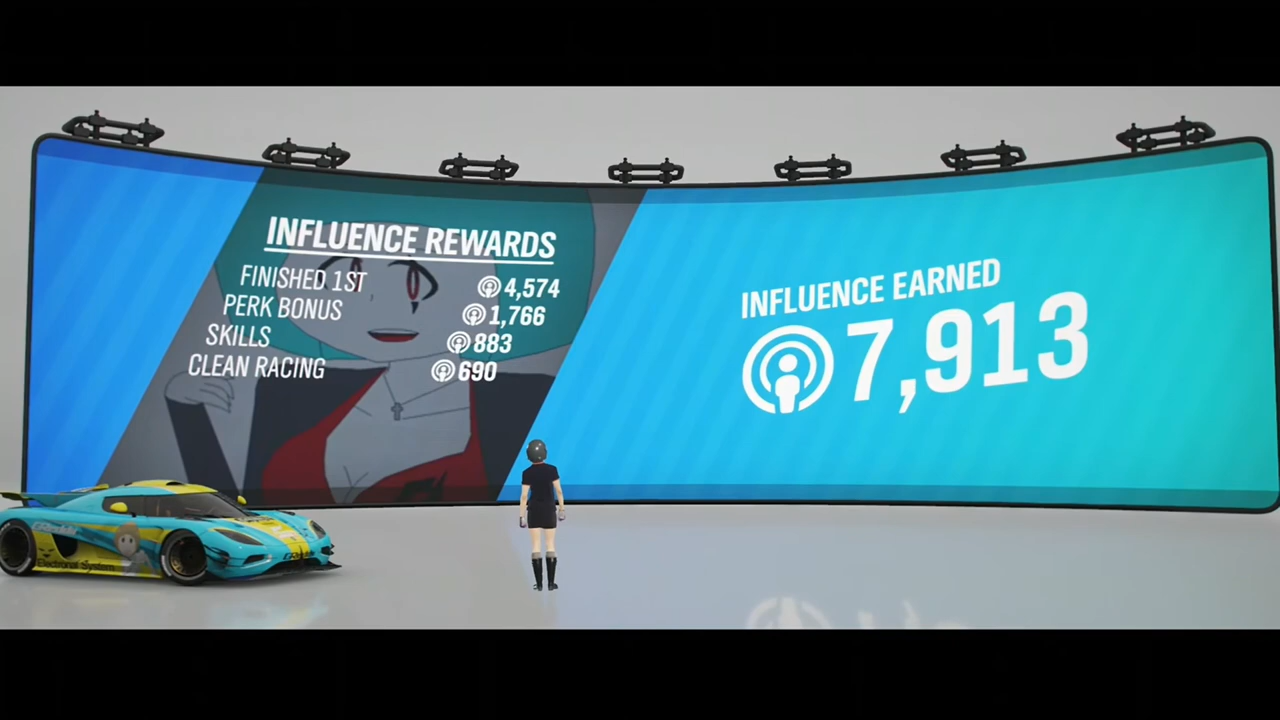 INFLUENCE REWARDS
FINISHED 1ST 4,574
PERK BONUS 1,766
SKILLS 883
CLEAN RACING 690
INFLUENCE EARNED
7,913